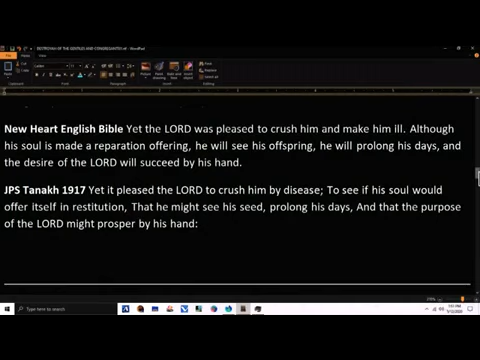 New Heart English Bible Yet the LORD was pleased to crush him and make him ill. Although
his soul is made a reparation offering, he will see his offspring, he will prolong his days, and
the desire of the LORD will succeed by his hand.
JPS Tanakh 1917 Yet it pleased the LORD to crush him by disease; To see if his soul would
offer itself in restitution, That he might see his seed, prolong his days, And that the purpose
of the LORD might prosper by his hand:
Type here to search